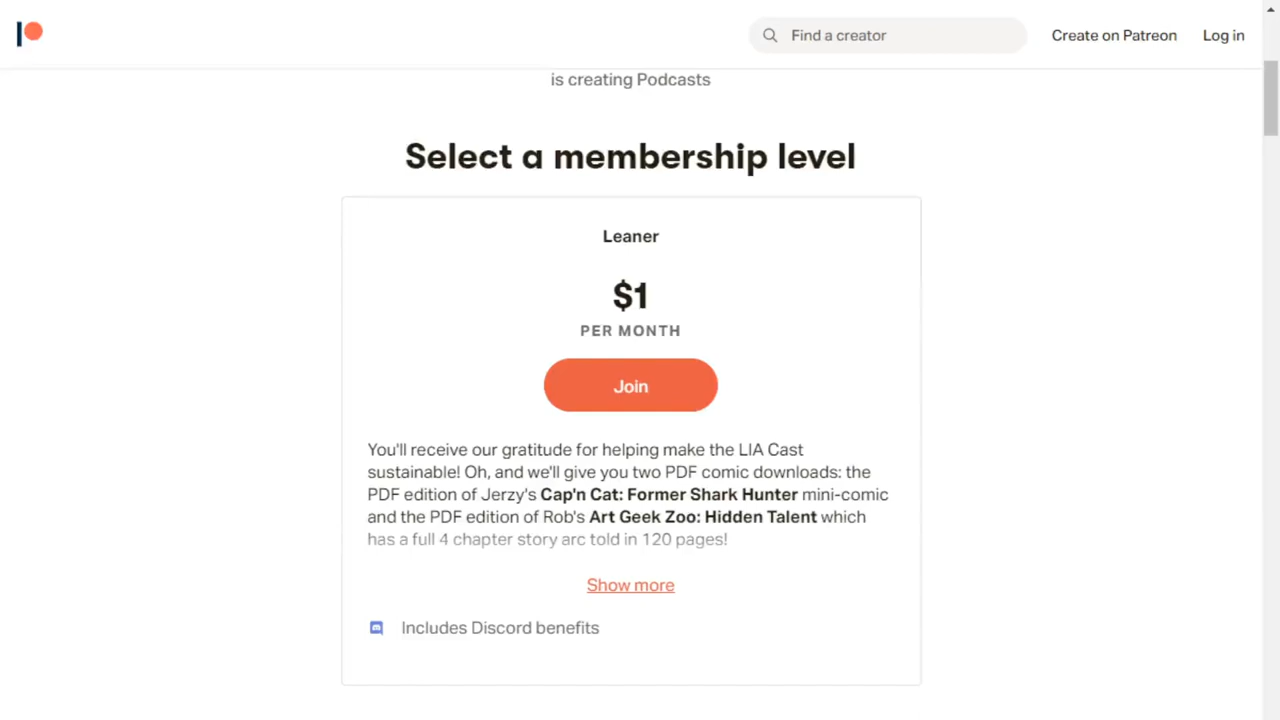 Find a creator
Create on Patreon
Log in
is creating Podcasts
Select a membership level
Leaner
$1
PER MONTH
Join
You'll receive our gratitude for helping make the LIA Cast
sustainable! Oh, and we'll give you two PDF comic downloads: the
PDF edition of Jerzy's Cap'n Cat: Former Shark Hunter mini-comic
and the PDF edition of Rob's Art Geek Zoo: Hidden Talent which
has a full 4 chapter story arc told in 120 pages!
Show more
Includes Discord benefits